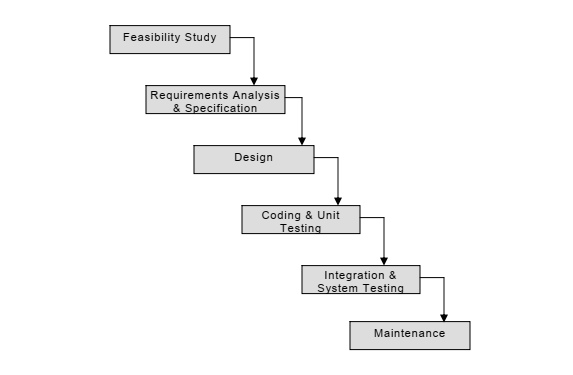 Feasibility Study
Requirements Analysis
& Specification
Design
Coding & Unit
Testing
Integration &
System Testing
Maintenance